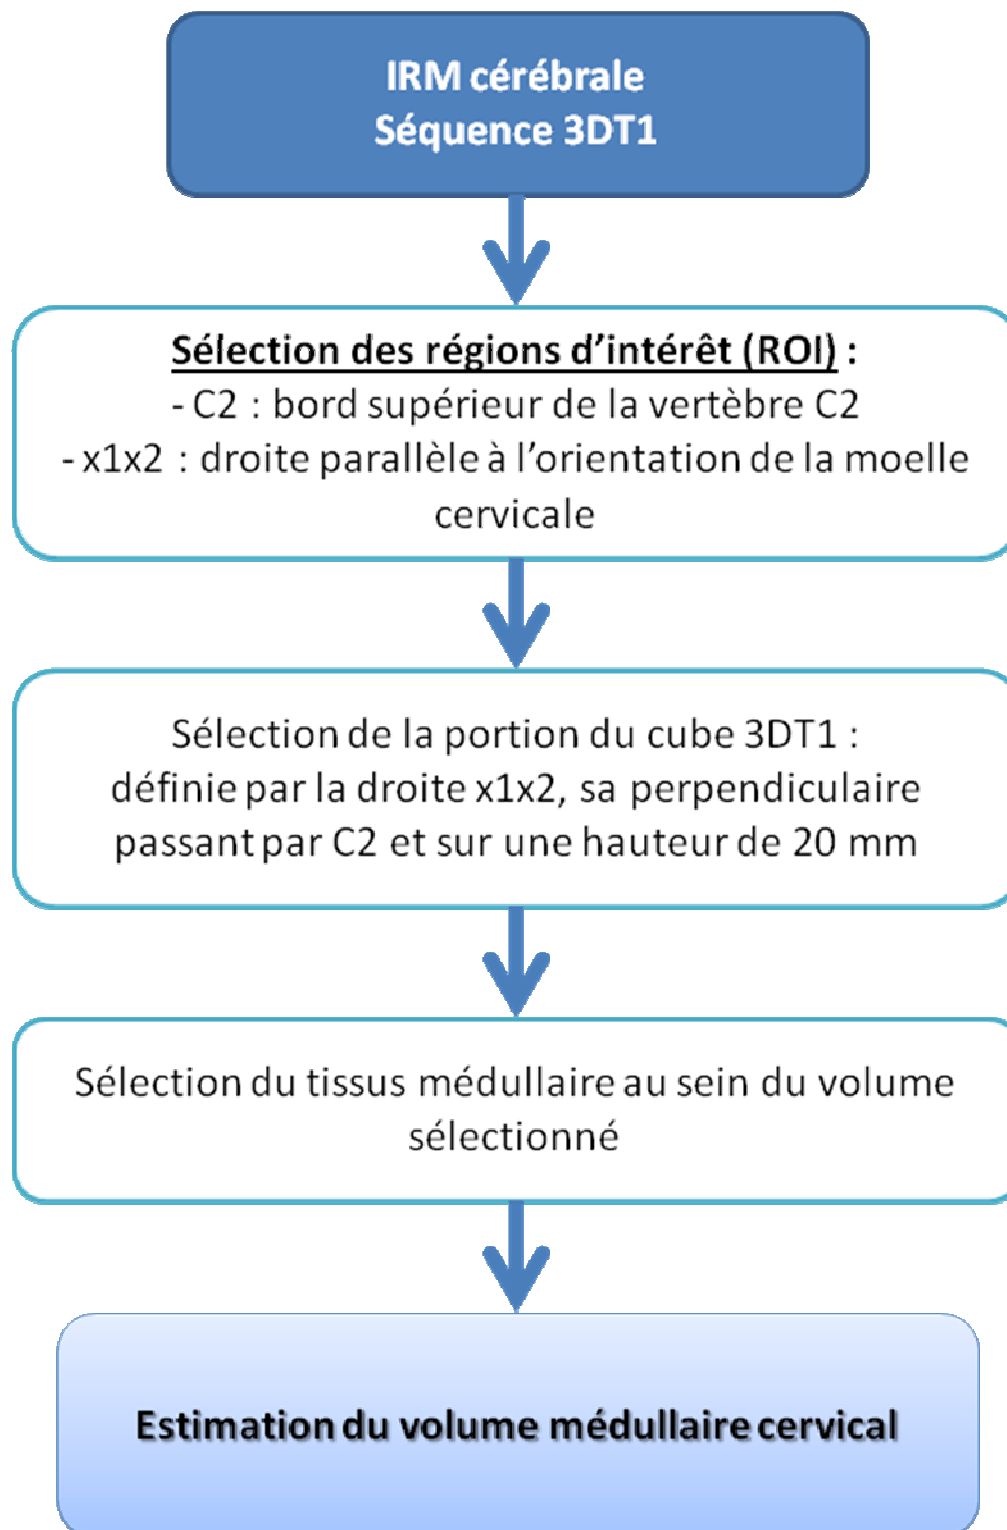 IRM cérébrale
Séquence 3DT1
Sélection des régions d’intérêt (ROI) :
- C2 : bord supérieur de la vertèbre C2
- x1x2 : droite parallèle à l’orientation de la moelle
cervicale
Sélection de la portion du cube 3DT1 :
définie par la droite x1x2, sa perpendiculaire
passant par C2 et sur une hauteur de 20 mm
Sélection du tissus médullaire au sein du volume
sélectionné
Estimation du volume médullaire cervical